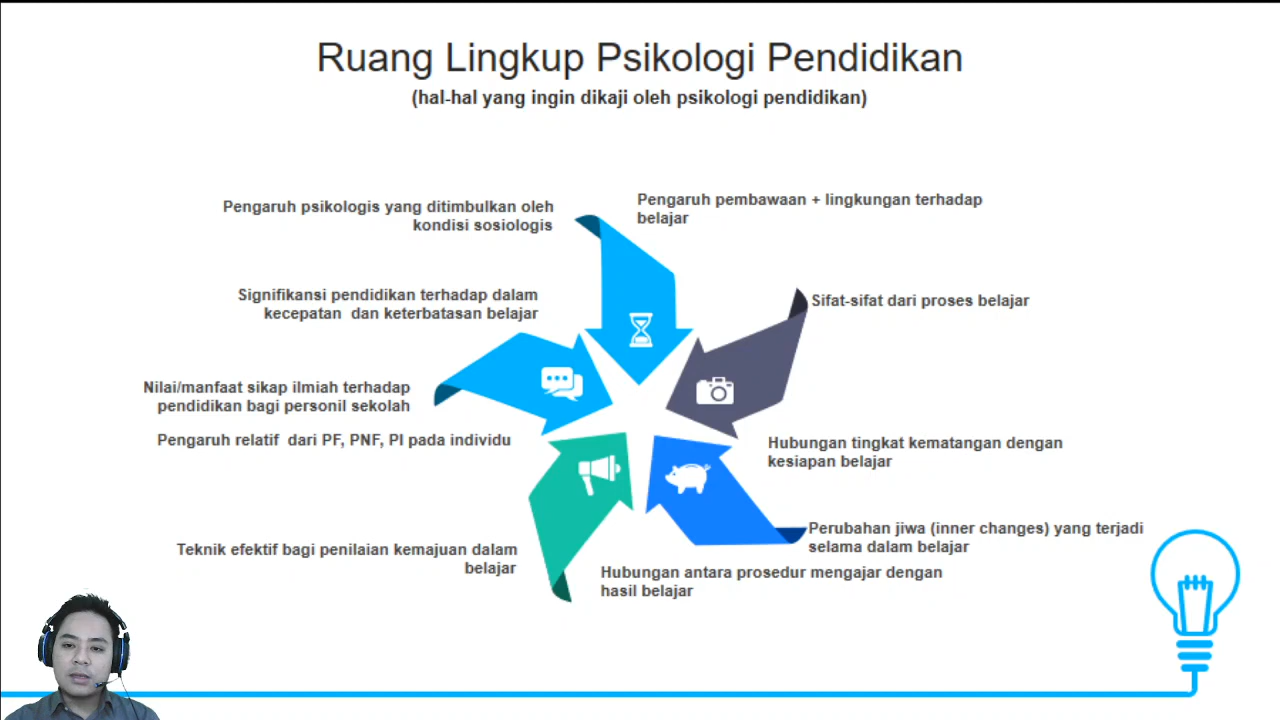 Ruang Lingkup Psikologi Pendidikan
(hal-hal yang ingin dikaji oleh psikologi pendidikan)
Pengaruh pembawaan + lingkungan terhadap
belajar
Sifat-sifat dari proses belajar
Hubungan tingkat kematangan dengan
kesiapan belajar
Perubahan jiwa (inner changes) yang terjadi
selama dalam belajar
Hubungan antara prosedur mengajar dengan
hasil belajar
Teknik efektif bagi penilaian kemajuan dalam
belajar
Pengaruh relatif dari PF, PNF, PI pada individu
Nilai/manfaat sikap ilmiah terhadap
pendidikan bagi personil sekolah
Signifikansi pendidikan terhadap dalam
kecepatan dan keterbatasan belajar
Pengaruh psikologis yang ditimbulkan oleh
kondisi sosiologis